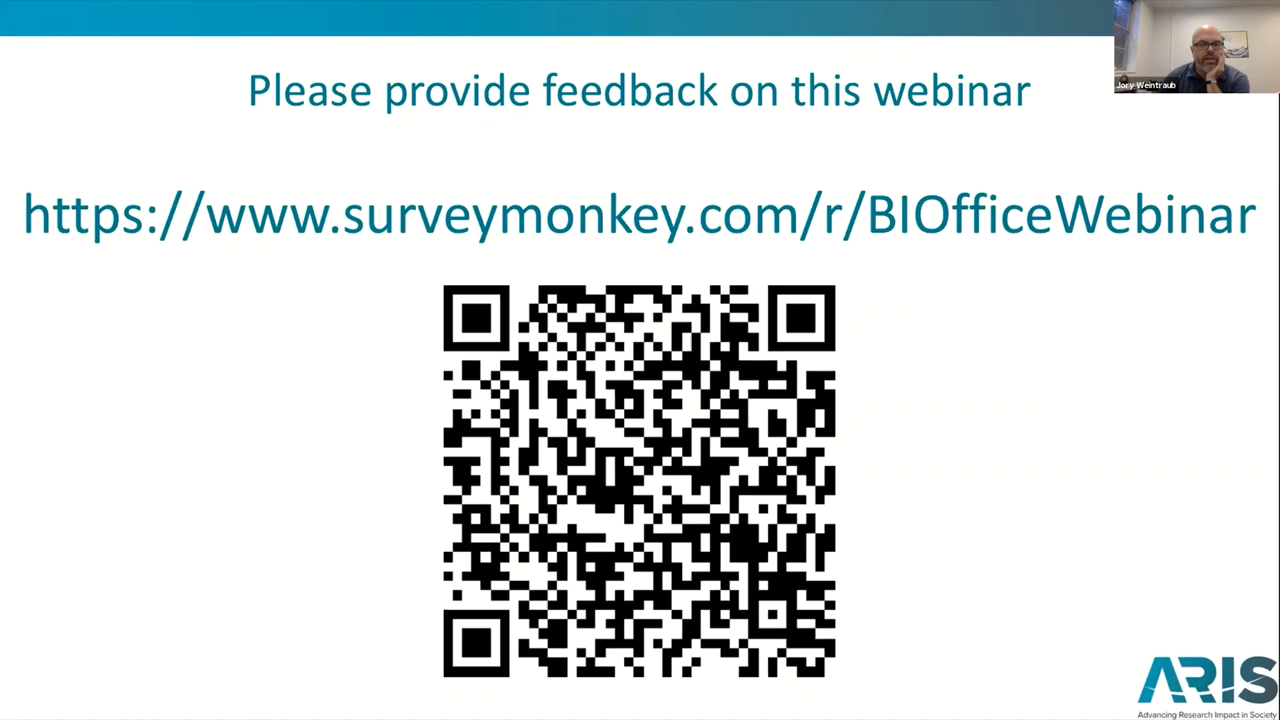 Please provide feedback on this webinar
Jory Weintraub
https://www.surveymonkey.com/r/BIOfficeWebinar
ARIS
Advancing Research Impact in Society